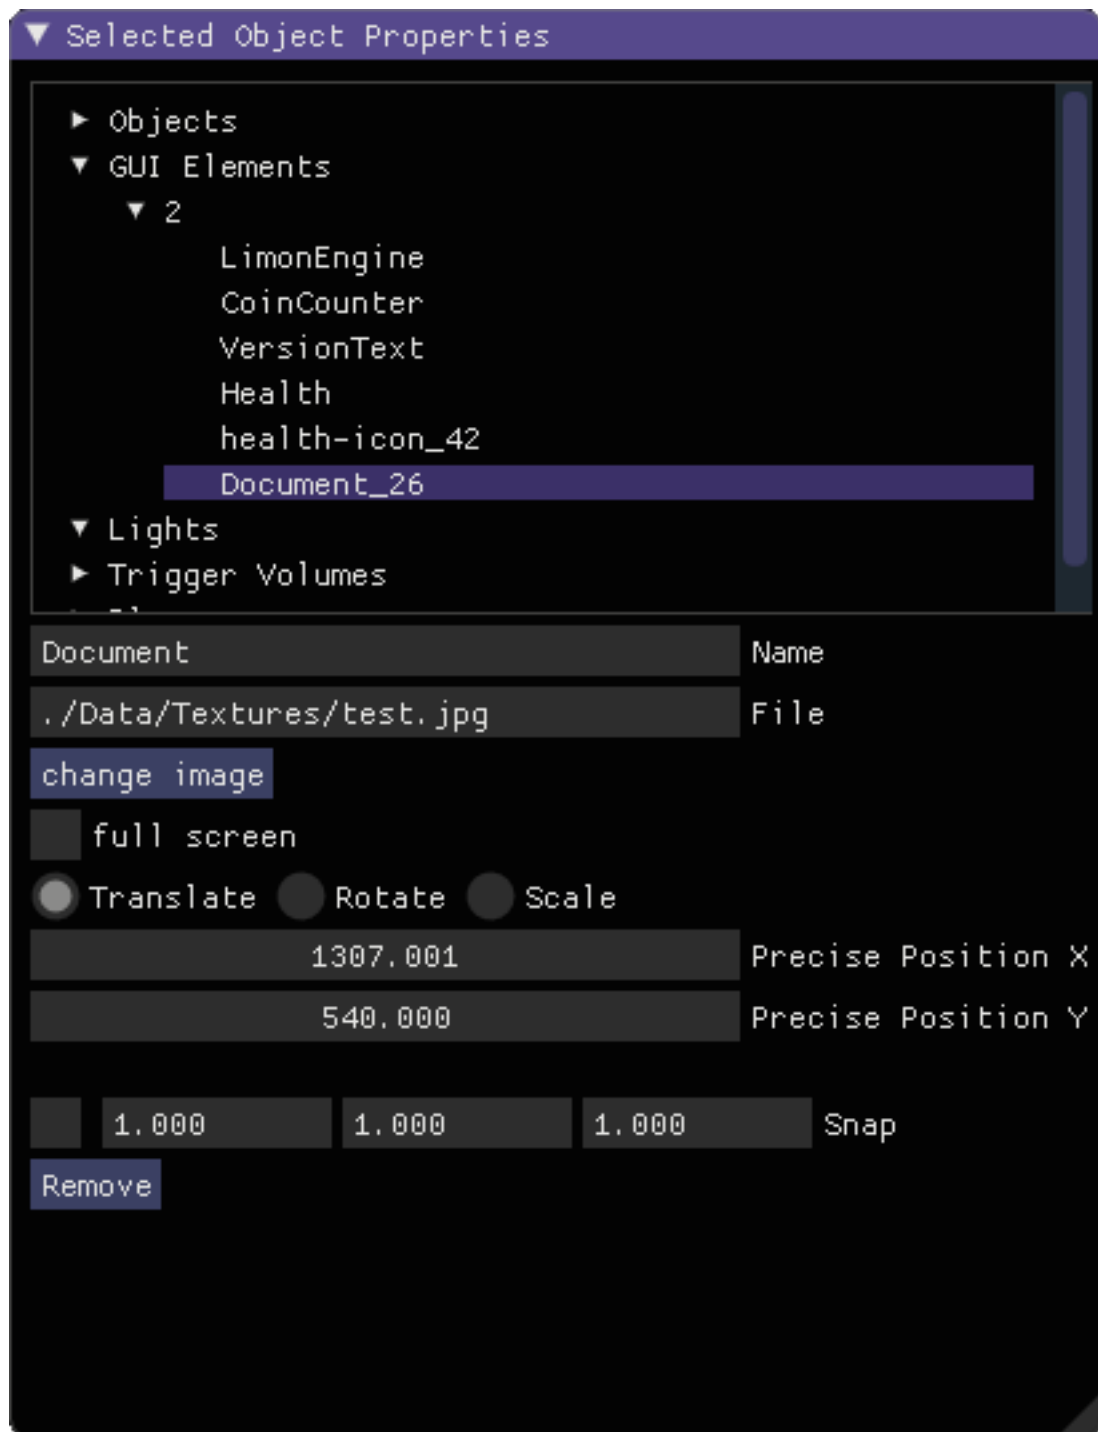 Selected Object Properties
Objects
GUI Elements
2
LimonEngine
CoinCounter
VersionText
Health
health-icon_42
Document_26
Lights
Trigger Volumes
Document Name
./Data/Textures/test.jpg File
change image
full screen
Translate Rotate Scale
1307.001 Precise Position X
540.000 Precise Position Y
1.000 1.000 1.000 Snap
Remove